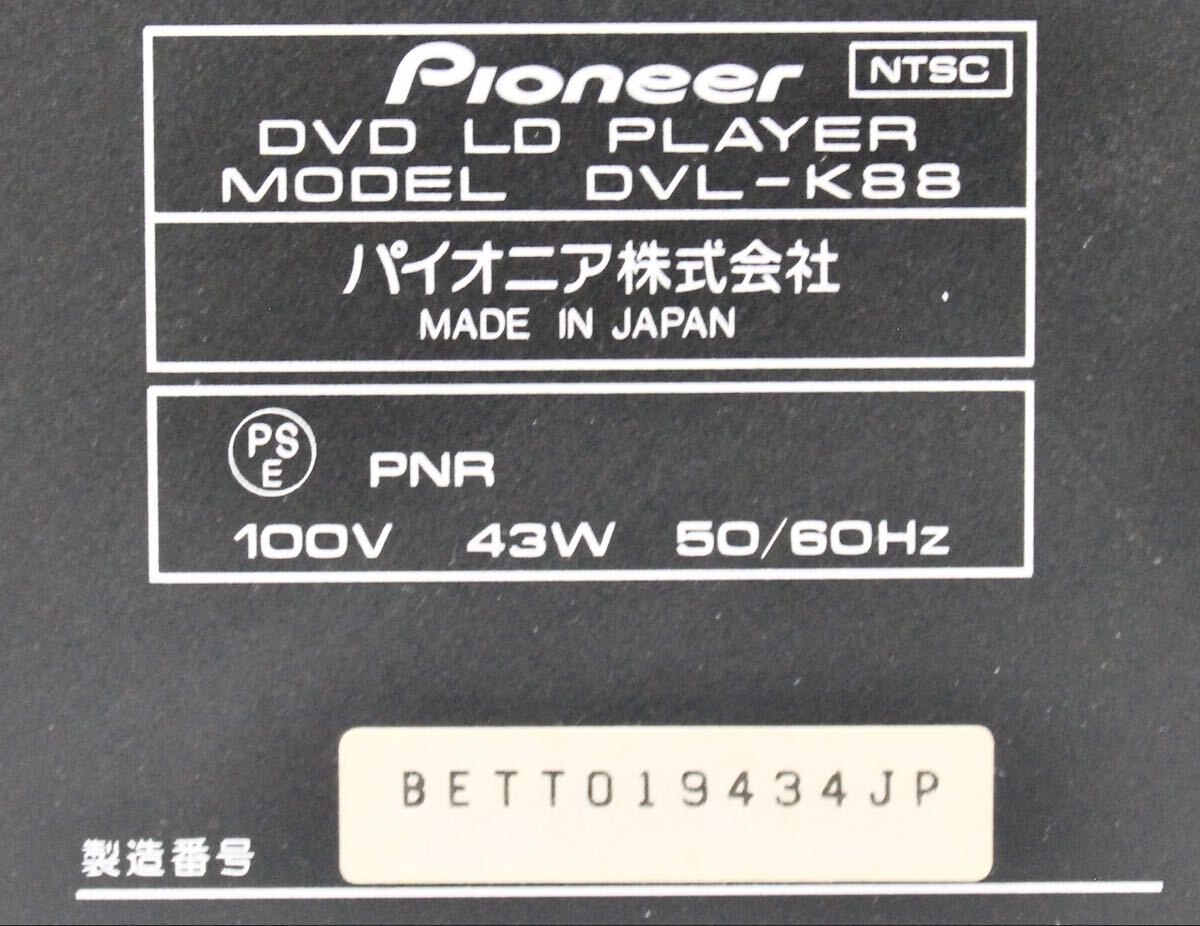 Pioneer NTSC
DVD LD PLAYER
MODEL DVL-K88
パイオニア株式会社
MADE IN JAPAN
PSE PNR
100V 43W 50/60Hz
BETT019434JP
製造番号